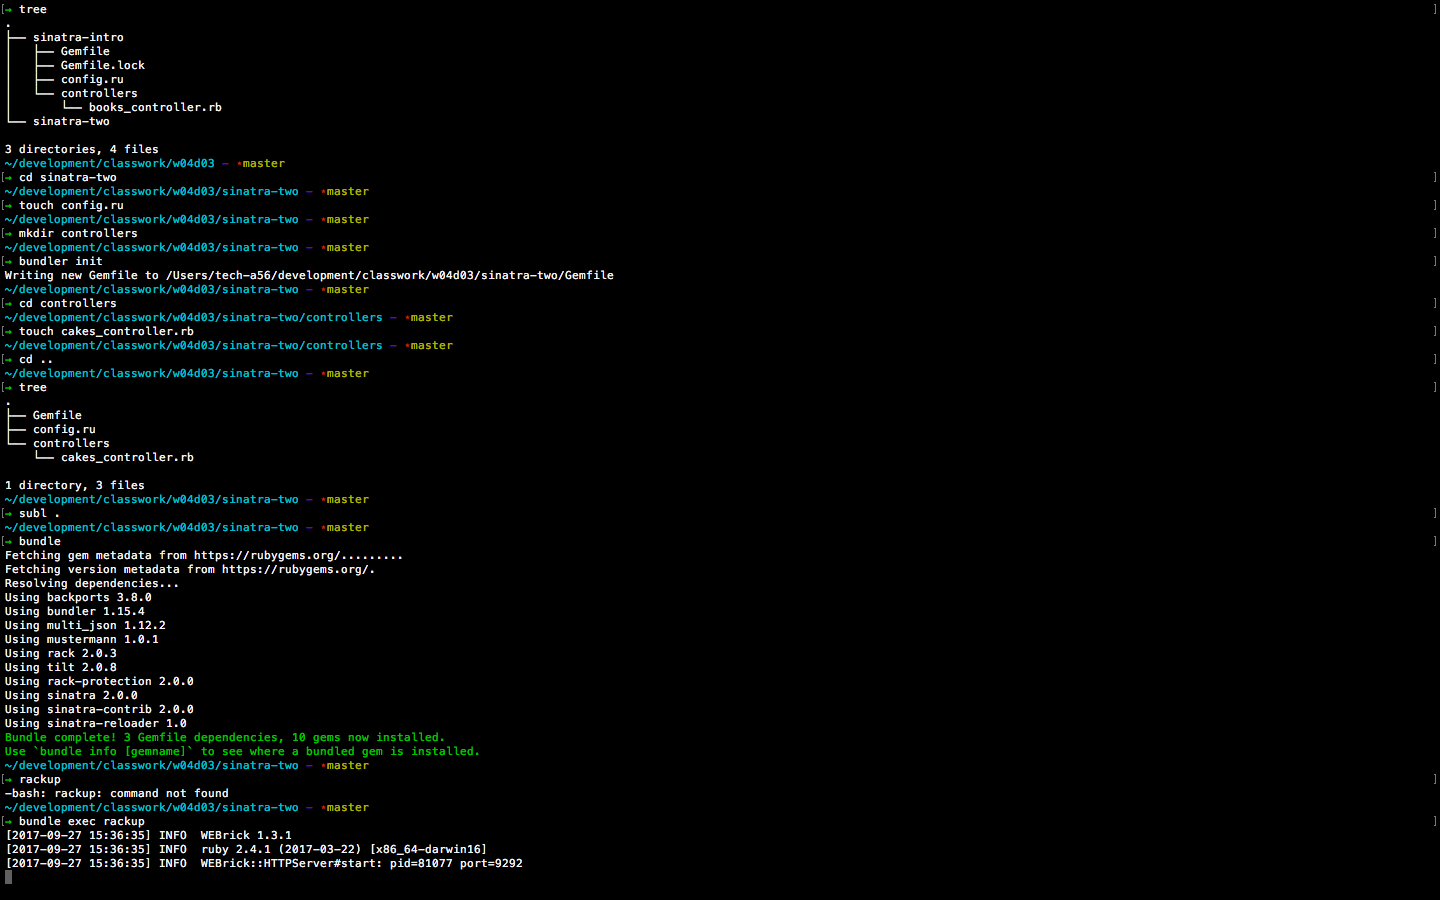 [→ tree ]
.
├── sinatra-intro
│   ├── Gemfile
│   ├── Gemfile.lock
│   ├── config.ru
│   └── controllers
│       └── books_controller.rb
└── sinatra-two
3 directories, 4 files
~/development/classwork/w04d03 – *master
[→ cd sinatra-two ]
~/development/classwork/w04d03/sinatra-two – *master
[→ touch config.ru ]
~/development/classwork/w04d03/sinatra-two – *master
[→ mkdir controllers ]
~/development/classwork/w04d03/sinatra-two – *master
[→ bundler init ]
Writing new Gemfile to /Users/tech-a56/development/classwork/w04d03/sinatra-two/Gemfile
~/development/classwork/w04d03/sinatra-two – *master
[→ cd controllers ]
~/development/classwork/w04d03/sinatra-two/controllers – *master
[→ touch cakes_controller.rb ]
~/development/classwork/w04d03/sinatra-two/controllers – *master
[→ cd .. ]
~/development/classwork/w04d03/sinatra-two – *master
[→ tree ]
.
├── Gemfile
├── config.ru
└── controllers
    └── cakes_controller.rb
1 directory, 3 files
~/development/classwork/w04d03/sinatra-two – *master
[→ subl . ]
~/development/classwork/w04d03/sinatra-two – *master
[→ bundle ]
Fetching gem metadata from https://rubygems.org/.........
Fetching version metadata from https://rubygems.org/.
Resolving dependencies...
Using backports 3.8.0
Using bundler 1.15.4
Using multi_json 1.12.2
Using mustermann 1.0.1
Using rack 2.0.3
Using tilt 2.0.8
Using rack-protection 2.0.0
Using sinatra 2.0.0
Using sinatra-contrib 2.0.0
Using sinatra-reloader 1.0
Bundle complete! 3 Gemfile dependencies, 10 gems now installed.
Use `bundle info [gemname]` to see where a bundled gem is installed.
~/development/classwork/w04d03/sinatra-two – *master
[→ rackup ]
-bash: rackup: command not found
~/development/classwork/w04d03/sinatra-two – *master
[→ bundle exec rackup ]
[2017-09-27 15:36:35] INFO  WEBrick 1.3.1
[2017-09-27 15:36:35] INFO  ruby 2.4.1 (2017-03-22) [x86_64-darwin16]
[2017-09-27 15:36:35] INFO  WEBrick::HTTPServer#start: pid=81077 port=9292